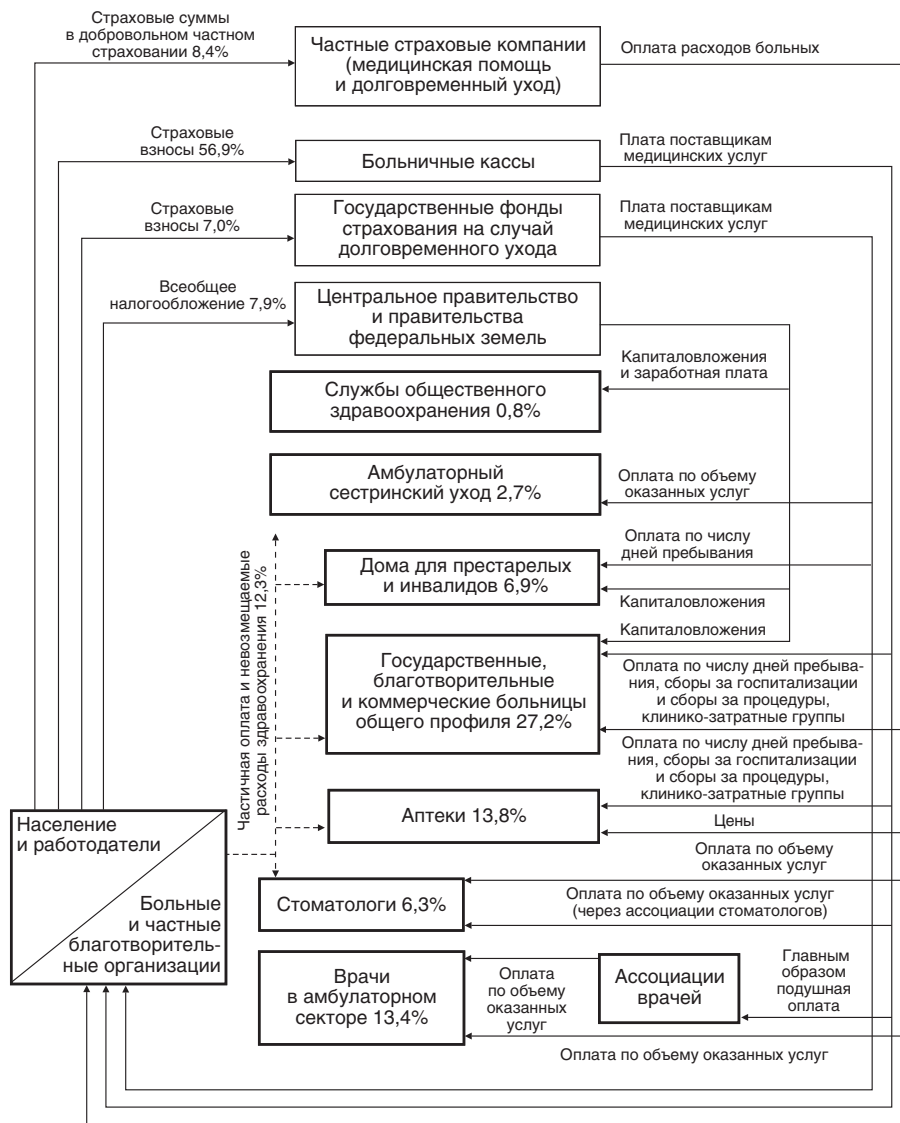 Страховые суммы
в добровольном частном
страховании 8,4%
Частные страховые компании
(медицинская помощь
и долговременный уход)
Оплата расходов больных
Страховые
взносы 56,9%
Больничные кассы
Плата поставщикам
медицинских услуг
Страховые
взносы 7,0%
Государственные фонды
страхования на случай
долговременного ухода
Плата поставщикам
медицинских услуг
Всеобщее
налогообложение 7,9%
Центральное правительство
и правительства
федеральных земель
Капиталовложения
и заработная плата
Службы общественного
здравоохранения 0,8%
Амбулаторный
сестринский уход 2,7%
Оплата по объему
оказанных услуг
Частичная оплата и невозмещаемые
расходы здравоохранения 12,3%
Оплата по числу
дней пребывания
Дома для престарелых
и инвалидов 6,9%
Капиталовложения
Капиталовложения
Государственные,
благотворительные
и коммерческие больницы
общего профиля 27,2%
Оплата по числу дней пребыва-
ния, сборы за госпитализации
и сборы за процедуры,
клинико-затратные группы
Оплата по числу дней пребыва-
ния, сборы за госпитализации
и сборы за процедуры,
клинико-затратные группы
Аптеки 13,8%
Цены
Население
и работодатели
Больные
и частные
благотворитель-
ные организации
Оплата по объему
оказанных услуг
Стоматологи 6,3%
Оплата по объему оказанных услуг
(через ассоциации стоматологов)
Врачи
в амбулаторном
секторе 13,4%
Оплата
по объему
оказанных
услуг
Ассоциации
врачей
Главным
образом
подушная
оплата
Оплата по объему оказанных услуг